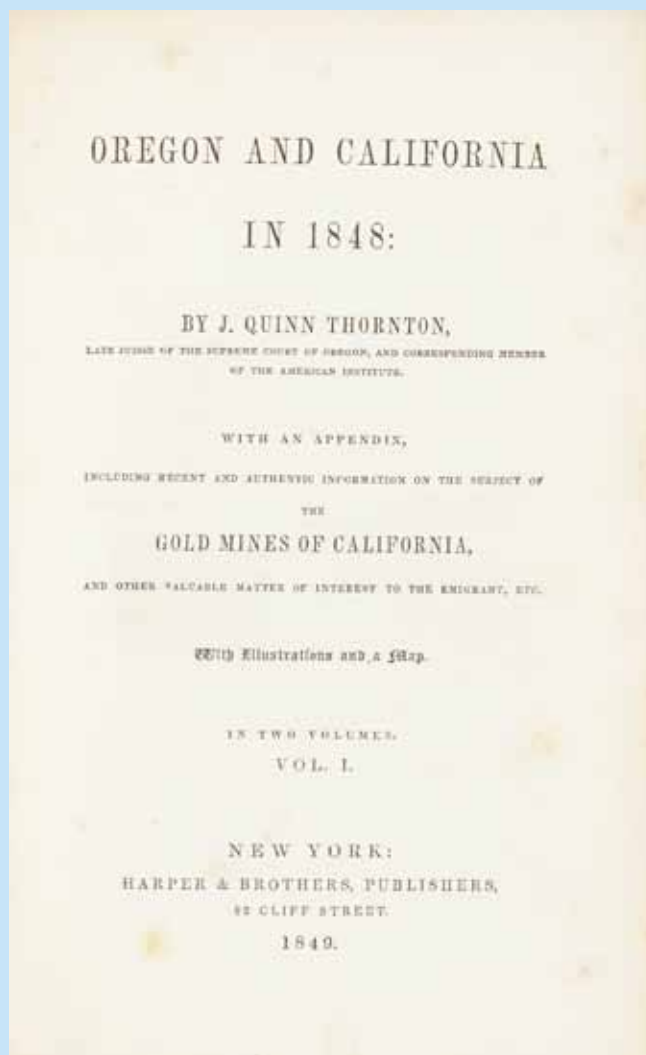 OREGON AND CALIFORNIA
IN 1848:
BY J. QUINN THORNTON,
LATE JUDGE OF THE SUPREME COURT OF OREGON, AND CORRESPONDING MEMBER
OF THE AMERICAN INSTITUTE.
WITH AN APPENDIX,
INCLUDING RECENT AND AUTHENTIC INFORMATION ON THE SUBJECT OF
THE
GOLD MINES OF CALIFORNIA,
AND OTHER VALUABLE MATTER OF INTEREST TO THE EMIGRANT, ETC.
With Illustrations and a Map.
IN TWO VOLUMES.
VOL. I.
NEW YORK:
HARPER & BROTHERS, PUBLISHERS,
82 CLIFF STREET.
1849.